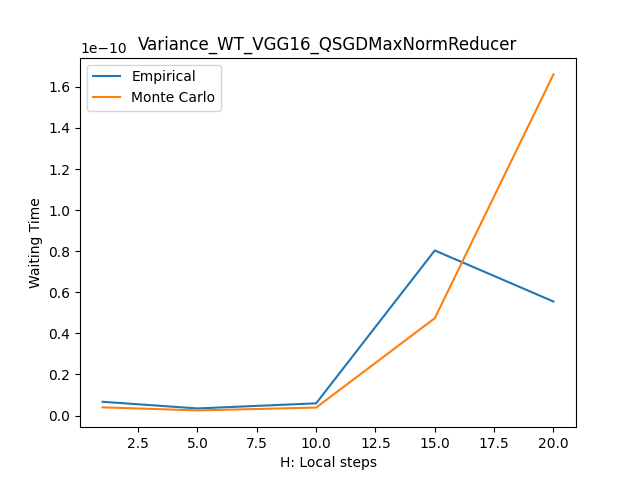 Variance_WT_VGG16_QSGDMaxNormReducer
1e−10
Empirical
Monte Carlo
1.6
1.4
1.2
1.0
0.8
0.6
0.4
0.2
0.0
Waiting Time
2.5 5.0 7.5 10.0 12.5 15.0 17.5 20.0
H: Local steps